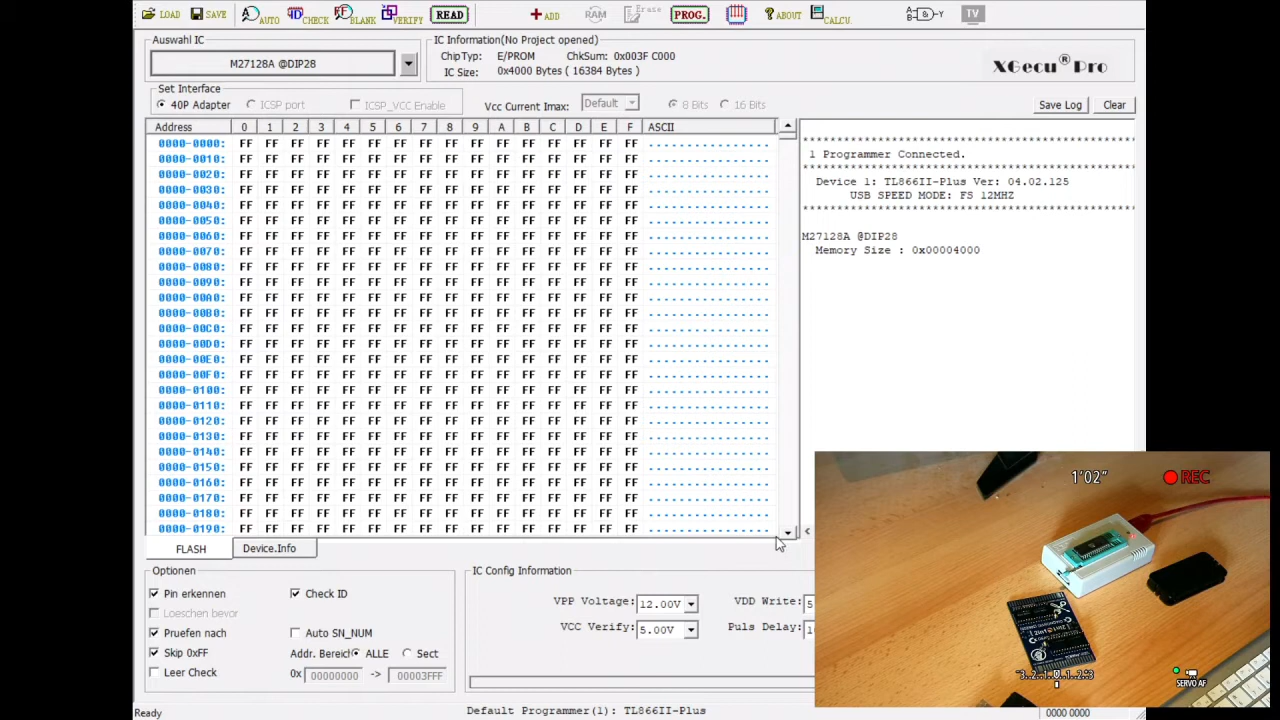 LOAD SAVE AUTO CHECK BLANK VERIFY READ ADD RAM Erase PROG. ABOUT CALCU. TV
Auswahl IC
M27128A @DIP28
IC Information(No Project opened)
ChipTyp: E/PROM ChkSum: 0x003F C000
IC Size: 0x4000 Bytes ( 16384 Bytes )
XGecu® Pro
Set Interface
40P Adapter ICSP port ICSP_VCC Enable Vcc Current Imax: Default 8 Bits 16 Bits
Save Log Clear
Address 0 1 2 3 4 5 6 7 8 9 A B C D E F ASCII
0000-0000: FF FF FF FF FF FF FF FF FF FF FF FF FF FF FF FF ................
0000-0010: FF FF FF FF FF FF FF FF FF FF FF FF FF FF FF FF ................
0000-0020: FF FF FF FF FF FF FF FF FF FF FF FF FF FF FF FF ................
0000-0030: FF FF FF FF FF FF FF FF FF FF FF FF FF FF FF FF ................
0000-0040: FF FF FF FF FF FF FF FF FF FF FF FF FF FF FF FF ................
0000-0050: FF FF FF FF FF FF FF FF FF FF FF FF FF FF FF FF ................
0000-0060: FF FF FF FF FF FF FF FF FF FF FF FF FF FF FF FF ................
0000-0070: FF FF FF FF FF FF FF FF FF FF FF FF FF FF FF FF ................
0000-0080: FF FF FF FF FF FF FF FF FF FF FF FF FF FF FF FF ................
0000-0090: FF FF FF FF FF FF FF FF FF FF FF FF FF FF FF FF ................
0000-00A0: FF FF FF FF FF FF FF FF FF FF FF FF FF FF FF FF ................
0000-00B0: FF FF FF FF FF FF FF FF FF FF FF FF FF FF FF FF ................
0000-00C0: FF FF FF FF FF FF FF FF FF FF FF FF FF FF FF FF ................
0000-00D0: FF FF FF FF FF FF FF FF FF FF FF FF FF FF FF FF ................
0000-00E0: FF FF FF FF FF FF FF FF FF FF FF FF FF FF FF FF ................
0000-00F0: FF FF FF FF FF FF FF FF FF FF FF FF FF FF FF FF ................
0000-0100: FF FF FF FF FF FF FF FF FF FF FF FF FF FF FF FF ................
0000-0110: FF FF FF FF FF FF FF FF FF FF FF FF FF FF FF FF ................
0000-0120: FF FF FF FF FF FF FF FF FF FF FF FF FF FF FF FF ................
0000-0130: FF FF FF FF FF FF FF FF FF FF FF FF FF FF FF FF ................
0000-0140: FF FF FF FF FF FF FF FF FF FF FF FF FF FF FF FF ................
0000-0150: FF FF FF FF FF FF FF FF FF FF FF FF FF FF FF FF ................
0000-0160: FF FF FF FF FF FF FF FF FF FF FF FF FF FF FF FF ................
0000-0170: FF FF FF FF FF FF FF FF FF FF FF FF FF FF FF FF ................
0000-0180: FF FF FF FF FF FF FF FF FF FF FF FF FF FF FF FF ................
0000-0190: FF FF FF FF FF FF FF FF FF FF FF FF FF FF FF FF ................
1 Programmer Connected.
Device 1: TL866II-Plus Ver: 04.02.125
USB SPEED MODE: FS 12MHZ
M27128A @DIP28
Memory Size : 0x00004000
FLASH Device.Info
Optionen
Pin erkennen Check ID
Loeschen bevor
Pruefen nach Auto SN_NUM
Skip 0xFF Addr. Bereich ALLE Sect
Leer Check 0x 00000000 -> 00003FFF
IC Config Information
VPP Voltage: 12.00V VDD Write: 5
VCC Verify: 5.00V Puls Delay: 1
1'02" REC
3..2..1..0..1..2..3
SERVO AF
Ready Default Programmer(1): TL866II-Plus 0000 0000